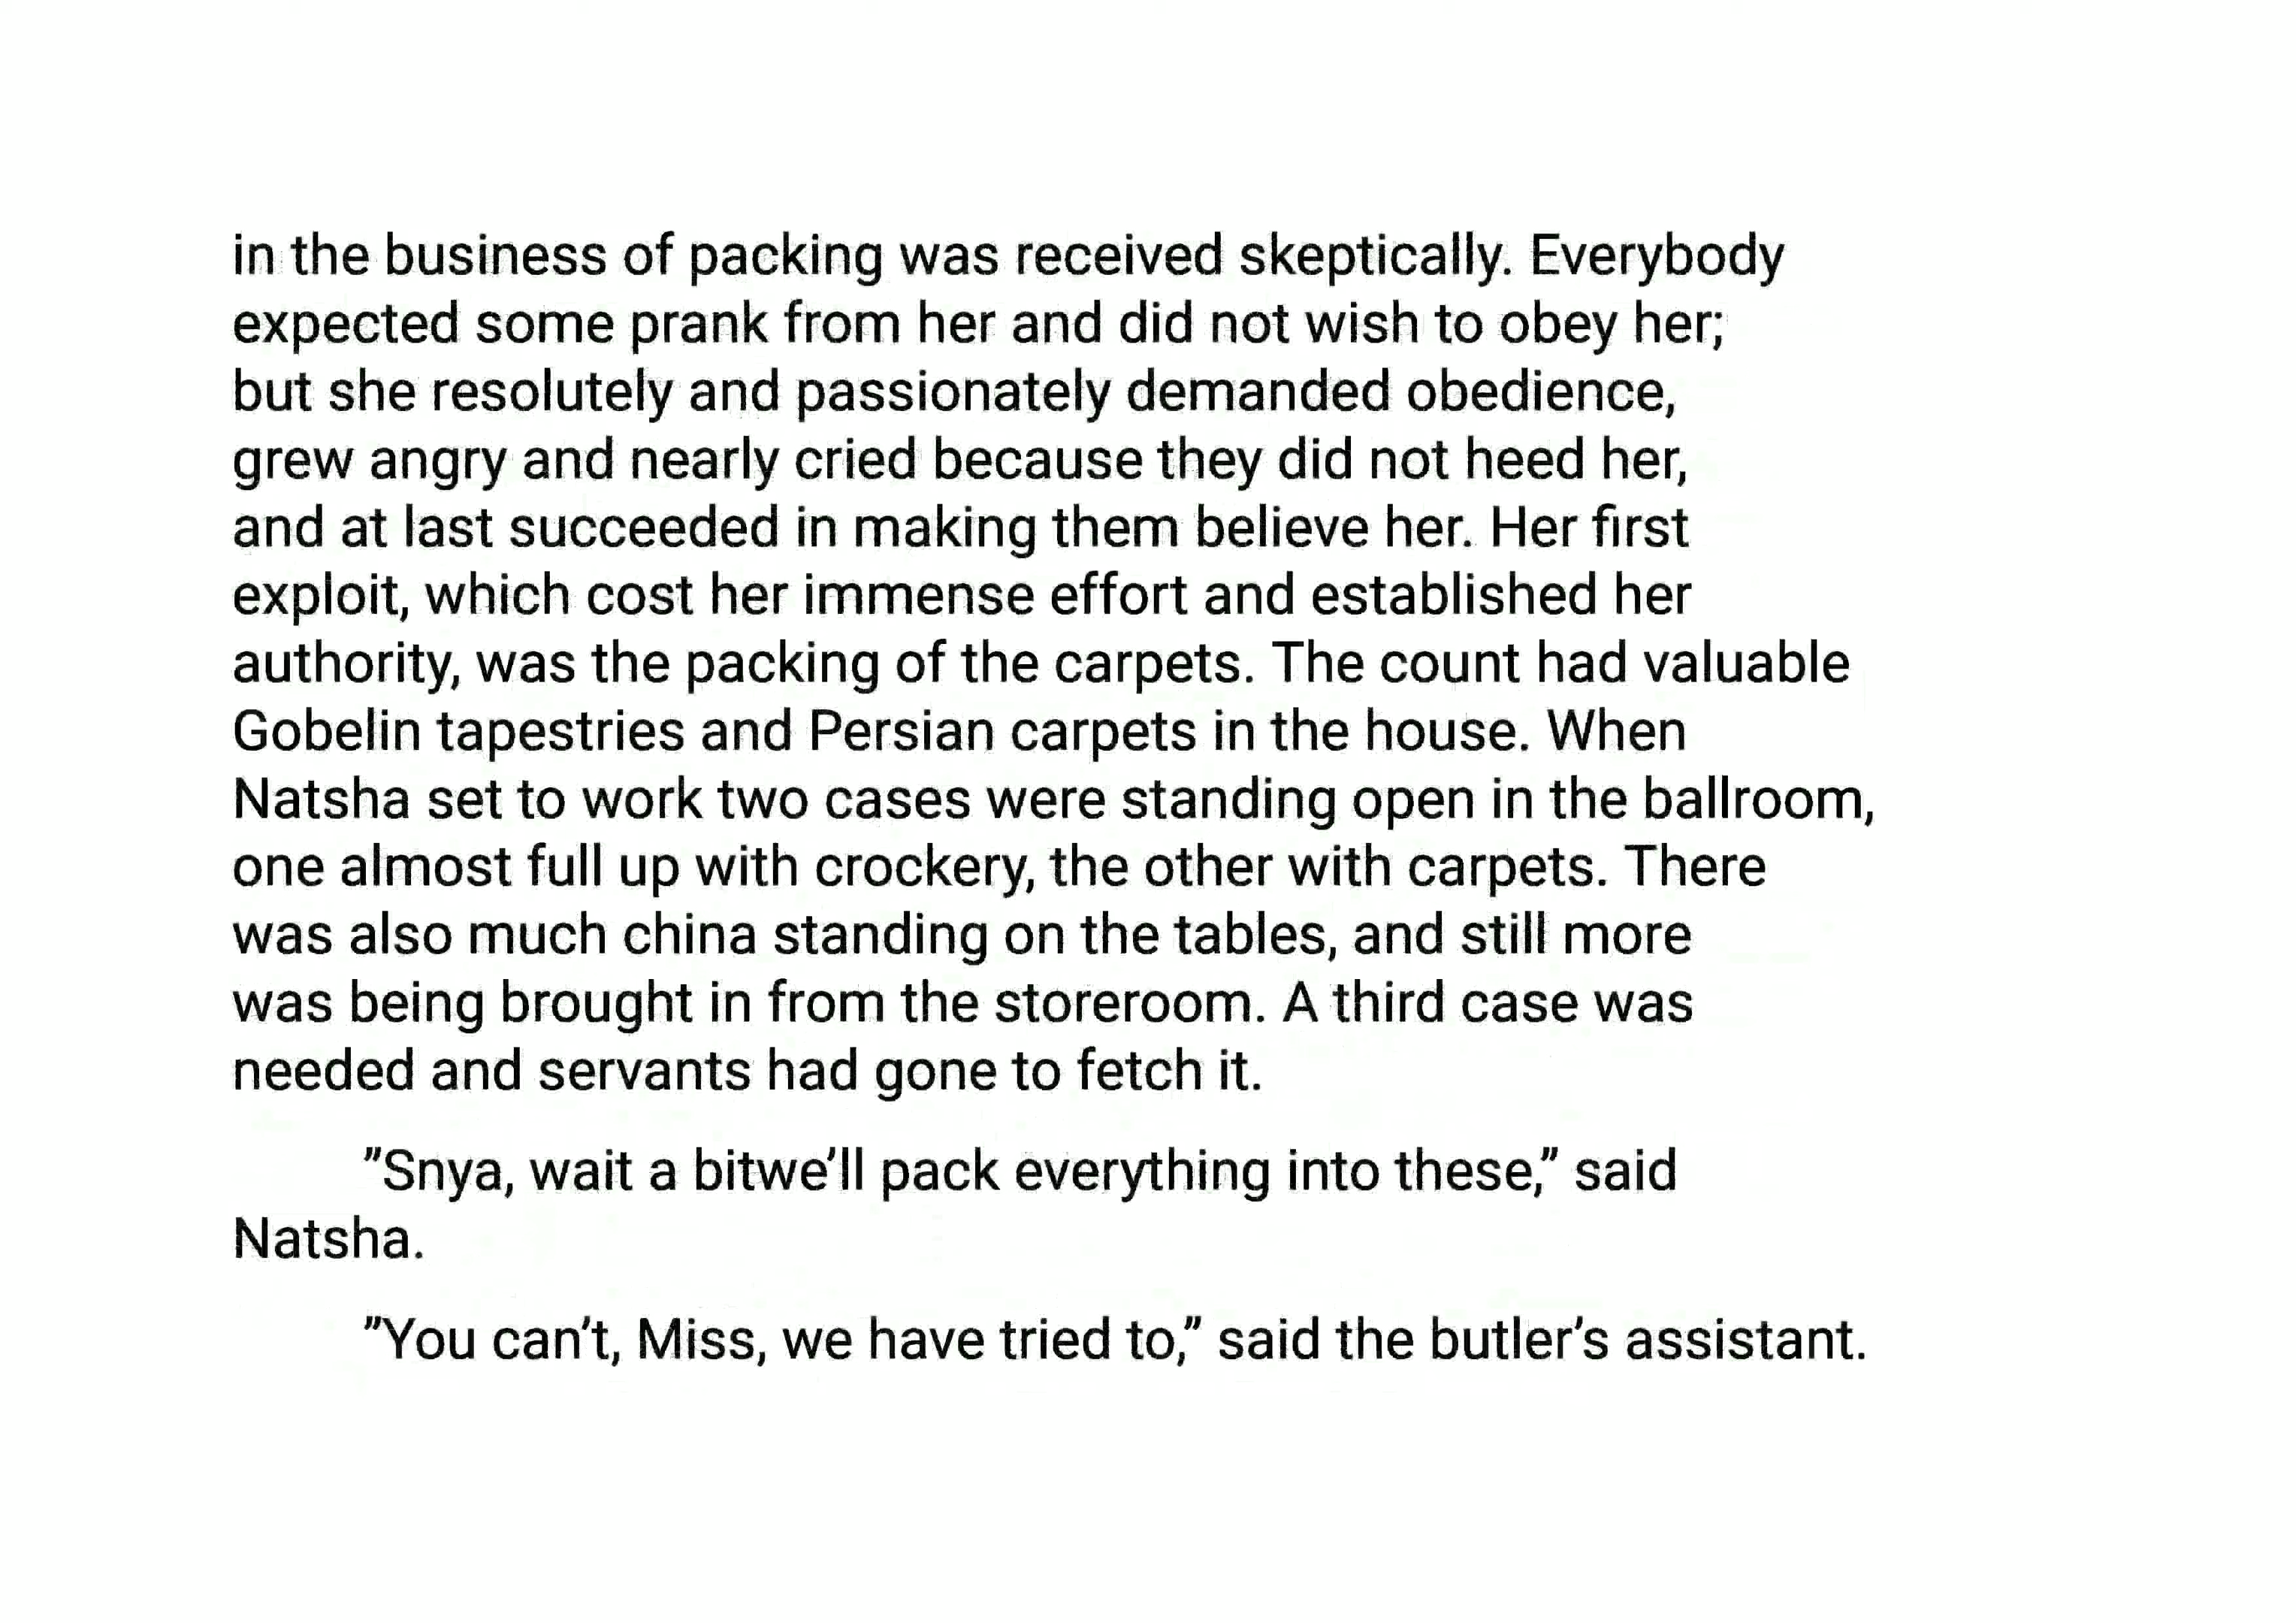 in the business of packing was received skeptically. Everybody
expected some prank from her and did not wish to obey her;
but she resolutely and passionately demanded obedience,
grew angry and nearly cried because they did not heed her,
and at last succeeded in making them believe her. Her first
exploit, which cost her immense effort and established her
authority, was the packing of the carpets. The count had valuable
Gobelin tapestries and Persian carpets in the house. When
Natsha set to work two cases were standing open in the ballroom,
one almost full up with crockery, the other with carpets. There
was also much china standing on the tables, and still more
was being brought in from the storeroom. A third case was
needed and servants had gone to fetch it.
”Snya, wait a bitwe’ll pack everything into these,” said
Natsha.
”You can’t, Miss, we have tried to,” said the butler’s assistant.